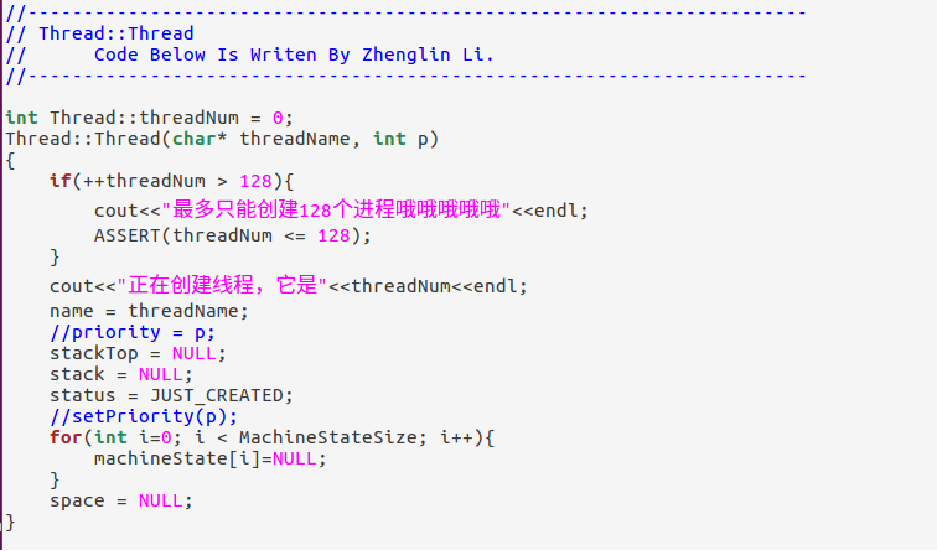 //----------------------------------------------------------------------
// Thread::Thread
//      Code Below Is Writen By Zhenglin Li.
//----------------------------------------------------------------------
int Thread::threadNum = 0;
Thread::Thread(char* threadName, int p)
{
    if(++threadNum > 128){
        cout<<"最多只能创建128个进程哦哦哦哦哦"<<endl;
        ASSERT(threadNum <= 128);
    }
    cout<<"正在创建线程，它是"<<threadNum<<endl;
    name = threadName;
    //priority = p;
    stackTop = NULL;
    stack = NULL;
    status = JUST_CREATED;
    //setPriority(p);
    for(int i=0; i < MachineStateSize; i++){
        machineState[i]=NULL;
    }
    space = NULL;
}